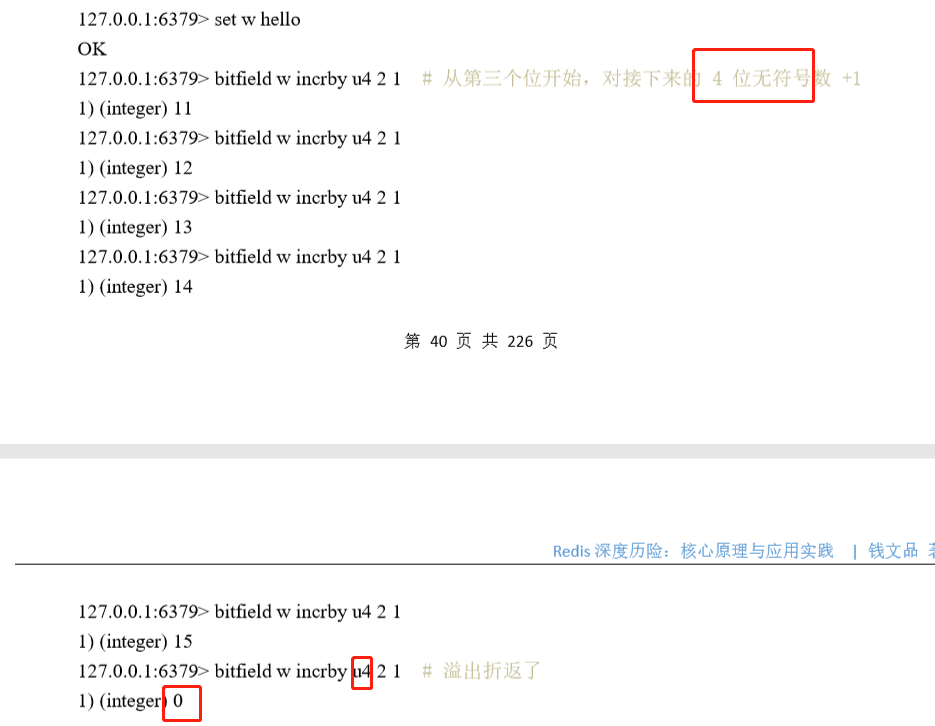 127.0.0.1:6379> set w hello
OK
127.0.0.1:6379> bitfield w incrby u4 2 1 # 从第三个位开始，对接下来的 4 位无符号数 +1
1) (integer) 11
127.0.0.1:6379> bitfield w incrby u4 2 1
1) (integer) 12
127.0.0.1:6379> bitfield w incrby u4 2 1
1) (integer) 13
127.0.0.1:6379> bitfield w incrby u4 2 1
1) (integer) 14
第 40 页 共 226 页
Redis 深度历险：核心原理与应用实践 | 钱文品
127.0.0.1:6379> bitfield w incrby u4 2 1
1) (integer) 15
127.0.0.1:6379> bitfield w incrby u4 2 1 # 溢出折返了
1) (integer) 0